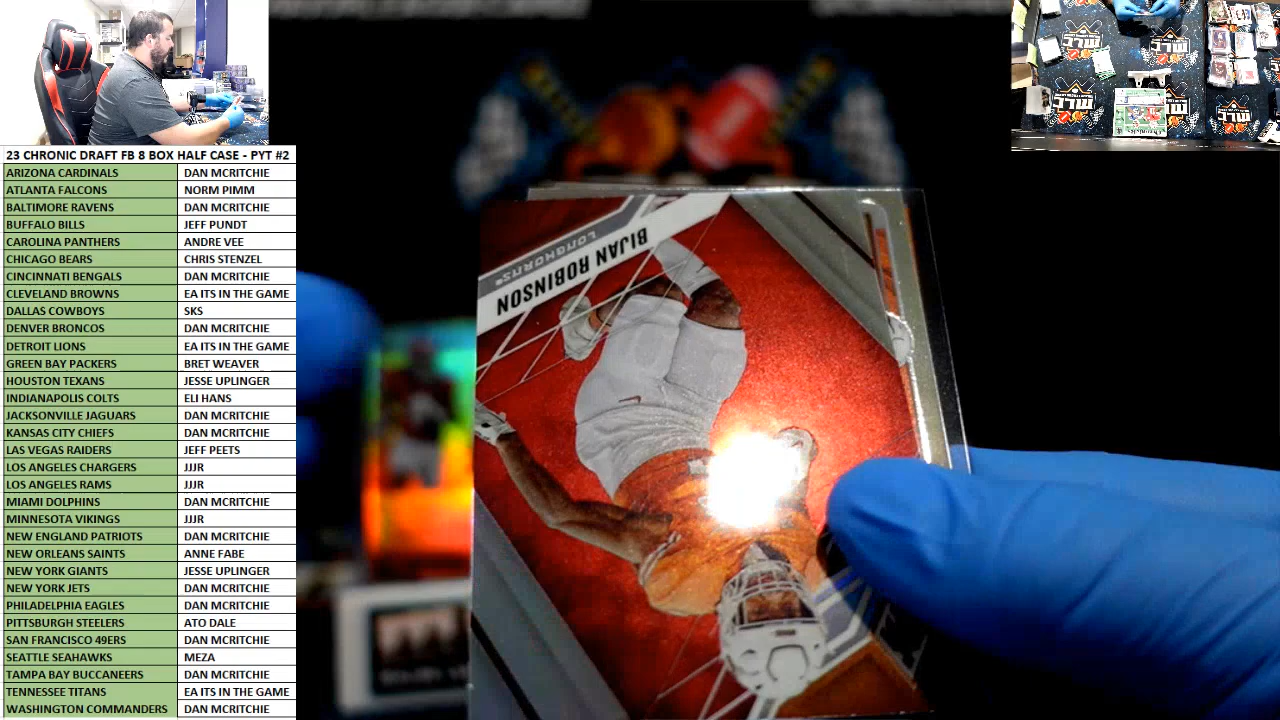 23 CHRONIC DRAFT FB 8 BOX HALF CASE - PYT #2
ARIZONA CARDINALS DAN MCRITCHIE
ATLANTA FALCONS NORM PIMM
BALTIMORE RAVENS DAN MCRITCHIE
BUFFALO BILLS JEFF PUNDT
CAROLINA PANTHERS ANDRE VEE
CHICAGO BEARS CHRIS STENZEL
CINCINNATI BENGALS DAN MCRITCHIE
CLEVELAND BROWNS EA ITS IN THE GAME
DALLAS COWBOYS SKS
DENVER BRONCOS DAN MCRITCHIE
DETROIT LIONS EA ITS IN THE GAME
GREEN BAY PACKERS BRET WEAVER
HOUSTON TEXANS JESSE UPLINGER
INDIANAPOLIS COLTS ELI HANS
JACKSONVILLE JAGUARS DAN MCRITCHIE
KANSAS CITY CHIEFS DAN MCRITCHIE
LAS VEGAS RAIDERS JEFF PEETS
LOS ANGELES CHARGERS JJJR
LOS ANGELES RAMS JJJR
MIAMI DOLPHINS DAN MCRITCHIE
MINNESOTA VIKINGS JJJR
NEW ENGLAND PATRIOTS DAN MCRITCHIE
NEW ORLEANS SAINTS ANNE FABE
NEW YORK GIANTS JESSE UPLINGER
NEW YORK JETS DAN MCRITCHIE
PHILADELPHIA EAGLES DAN MCRITCHIE
PITTSBURGH STEELERS ATO DALE
SAN FRANCISCO 49ERS DAN MCRITCHIE
SEATTLE SEAHAWKS MEZA
TAMPA BAY BUCCANEERS DAN MCRITCHIE
TENNESSEE TITANS EA ITS IN THE GAME
WASHINGTON COMMANDERS DAN MCRITCHIE
BIJAN ROBINSON
LONGHORNS